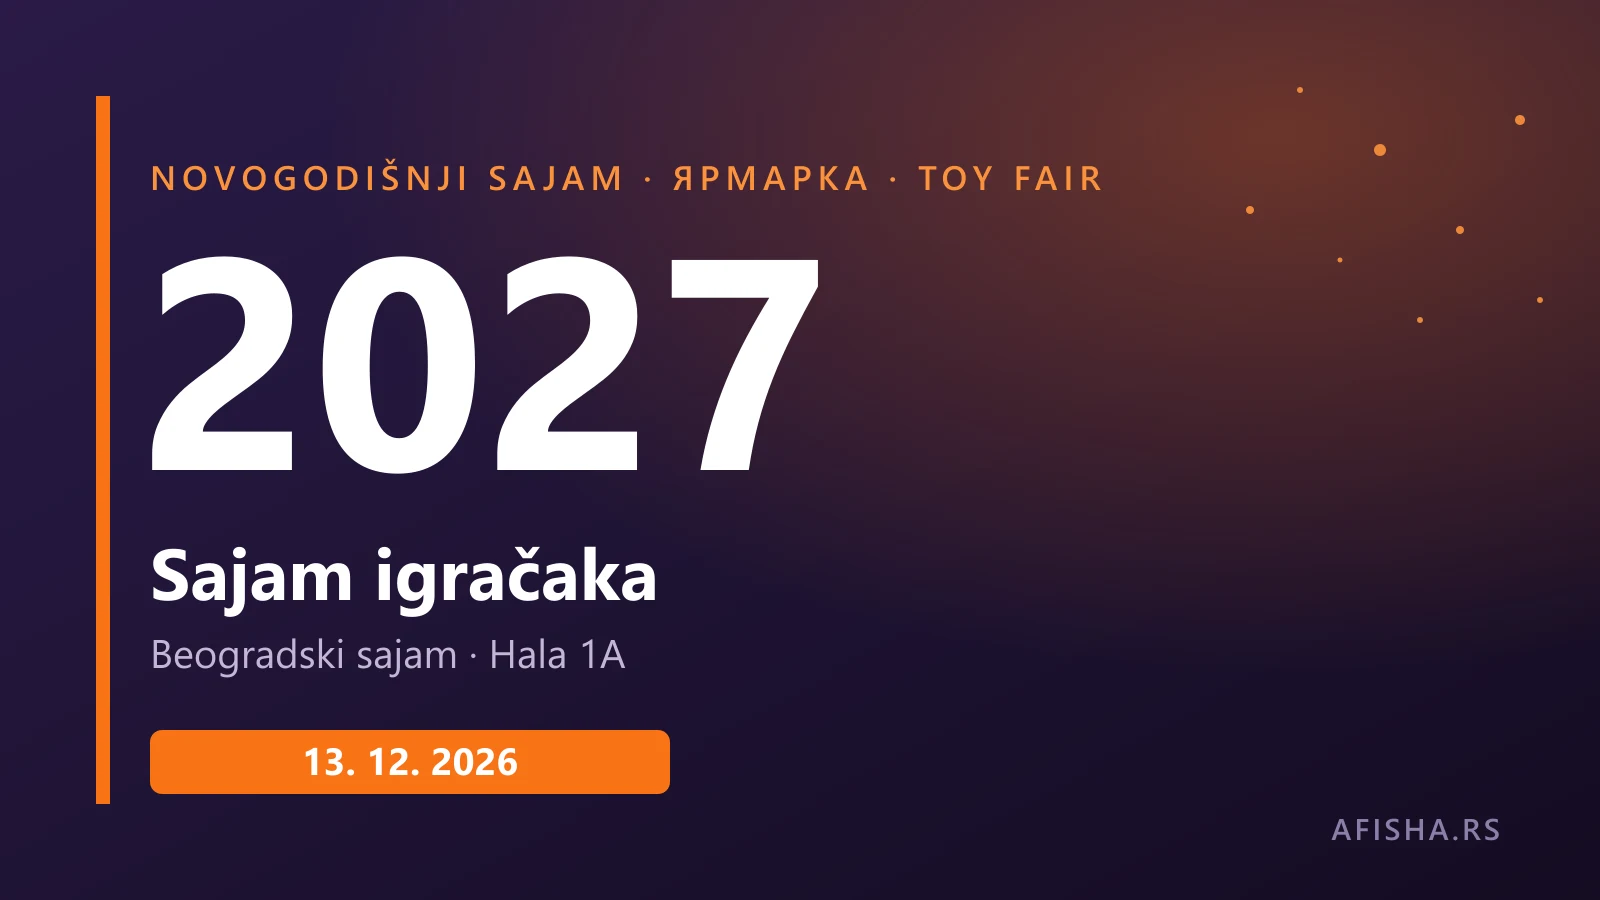 NOVOGODIŠNJI SAJAM · ЯРМАРКА · TOY FAIR
2027
Sajam igračaka
Beogradski sajam · Hala 1A
13. 12. 2026
AFISHA.RS